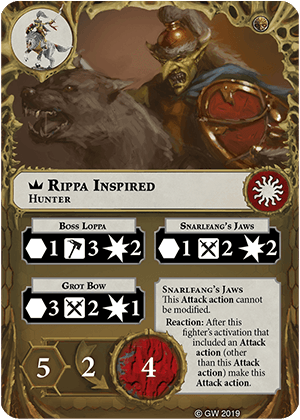 Rippa Inspired
Hunter
Boss Loppa
1 3 2
Snarlfang's Jaws
1 2 2
Grot Bow
3 2 1
Snarlfang's Jaws
This Attack action cannot
be modified.
Reaction: After this
fighter's activation that
included an Attack
action (other
than this Attack
action) make this
Attack action.
5 2 4
© GW 2019